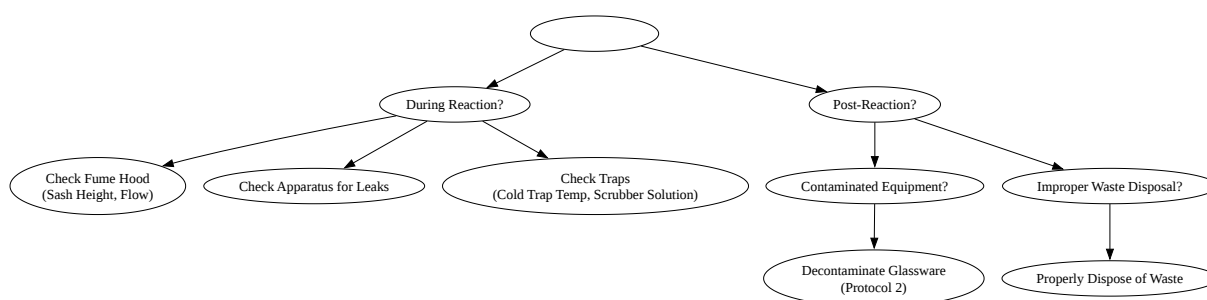 During Reaction?
Post-Reaction?
Check Fume Hood
(Sash Height, Flow)
Check Apparatus for Leaks
Check Traps
(Cold Trap Temp, Scrubber Solution)
Contaminated Equipment?
Improper Waste Disposal?
Decontaminate Glassware
(Protocol 2)
Properly Dispose of Waste